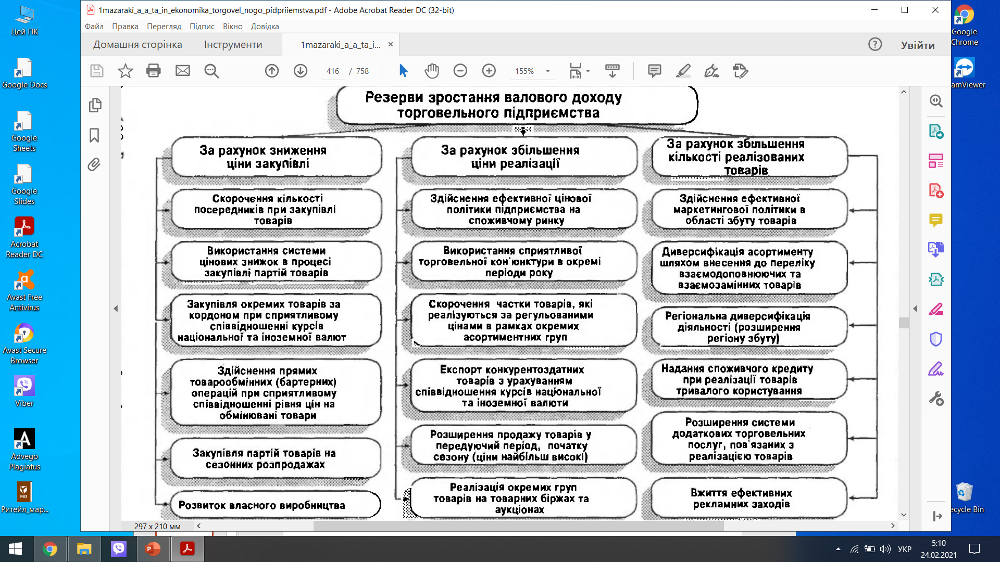 1mazaraki_a_a_ta_in_ekonomika_torgovel_nogo_pidpriiemstva.pdf - Adobe Acrobat Reader DC (32-bit)
Файл Правка Перегляд Підпис Вікно Довідка
Домашня сторінка Інструменти 1mazaraki_a_a_ta_i... × Увійти
416 / 758 155%
Резерви зростання валового доходу
торговельного підприємства
За рахунок зниження
ціни закупівлі
Скорочення кількості
посередників при закупівлі
товарів
Використання системи
цінових знижок в процесі
закупівлі партій товарів
Закупівля окремих товарів за
кордоном при сприятливому
співвідношенні курсів
національної та іноземної валют
Здійснення прямих
товарообмінних (бартерних)
операцій при сприятливому
співвідношенні рівня цін на
обмінювані товари
Закупівля партій товарів на
сезонних розпродажах
Розвиток власного виробництва
За рахунок збільшення
ціни реалізації
Здійснення ефективної цінової
політики підприємства на
споживчому ринку
Використання сприятливої
торговельної кон'юнктури в окремі
періоди року
Скорочення частки товарів, які
реалізуються за регульованими
цінами в рамках окремих
асортиментних груп
Експорт конкурентоздатних
товарів з урахуванням
співвідношення курсів національної
та іноземної валюти
Розширення продажу товарів у
передуючий період, початку
сезону (ціни найбільш високі)
Реалізація окремих груп
товарів на товарних біржах та
аукціонах
За рахунок збільшення
кількості реалізованих
товарів
Здійснення ефективної
маркетингової політики в
області збуту товарів
Диверсифікація асортименту
шляхом внесення до переліку
взаємодоповнюючих та
взаємозамінних товарів
Регіональна диверсифікація
діяльності (розширення
регіону збуту)
Надання споживчого кредиту
при реалізації товарів
тривалого користування
Розширення системи
додаткових торговельних
послуг, пов'язаних з
реалізацією товарів
Вжиття ефективних
рекламних заходів
297 x 210 мм
Цей ПК
Google Docs
Google
Sheets
Google
Slides
Acrobat
Reader DC
Avast Free
Antivirus
Avast Secure
Browser
Viber
Advego
Plagiatus
FB2
Ритейл_мар...
Google
Chrome
amViewer
ecycle Bin
УКР
5:10
24.02.2021